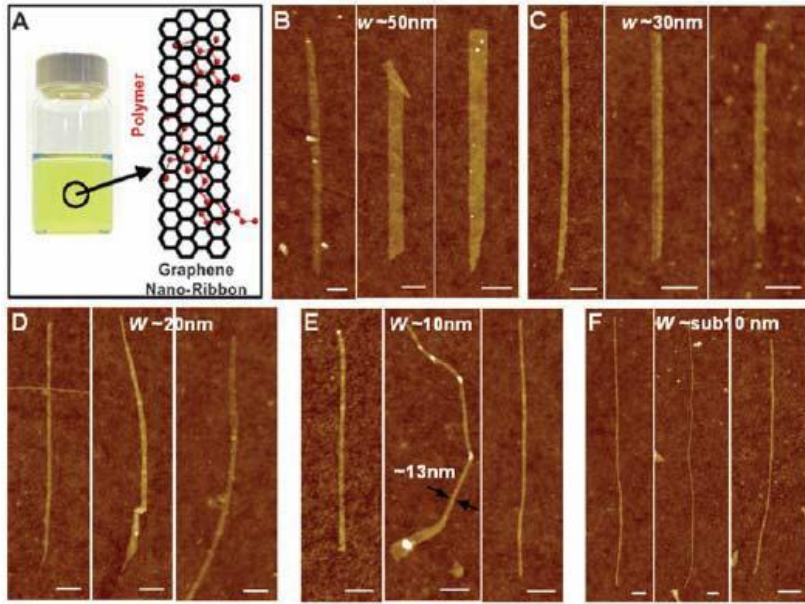 A
Polymer
Graphene
Nano-Ribbon
B
w ~50nm
C
w ~30nm
D
w ~20nm
E
w ~10nm
~13nm
F
w ~sub10 nm